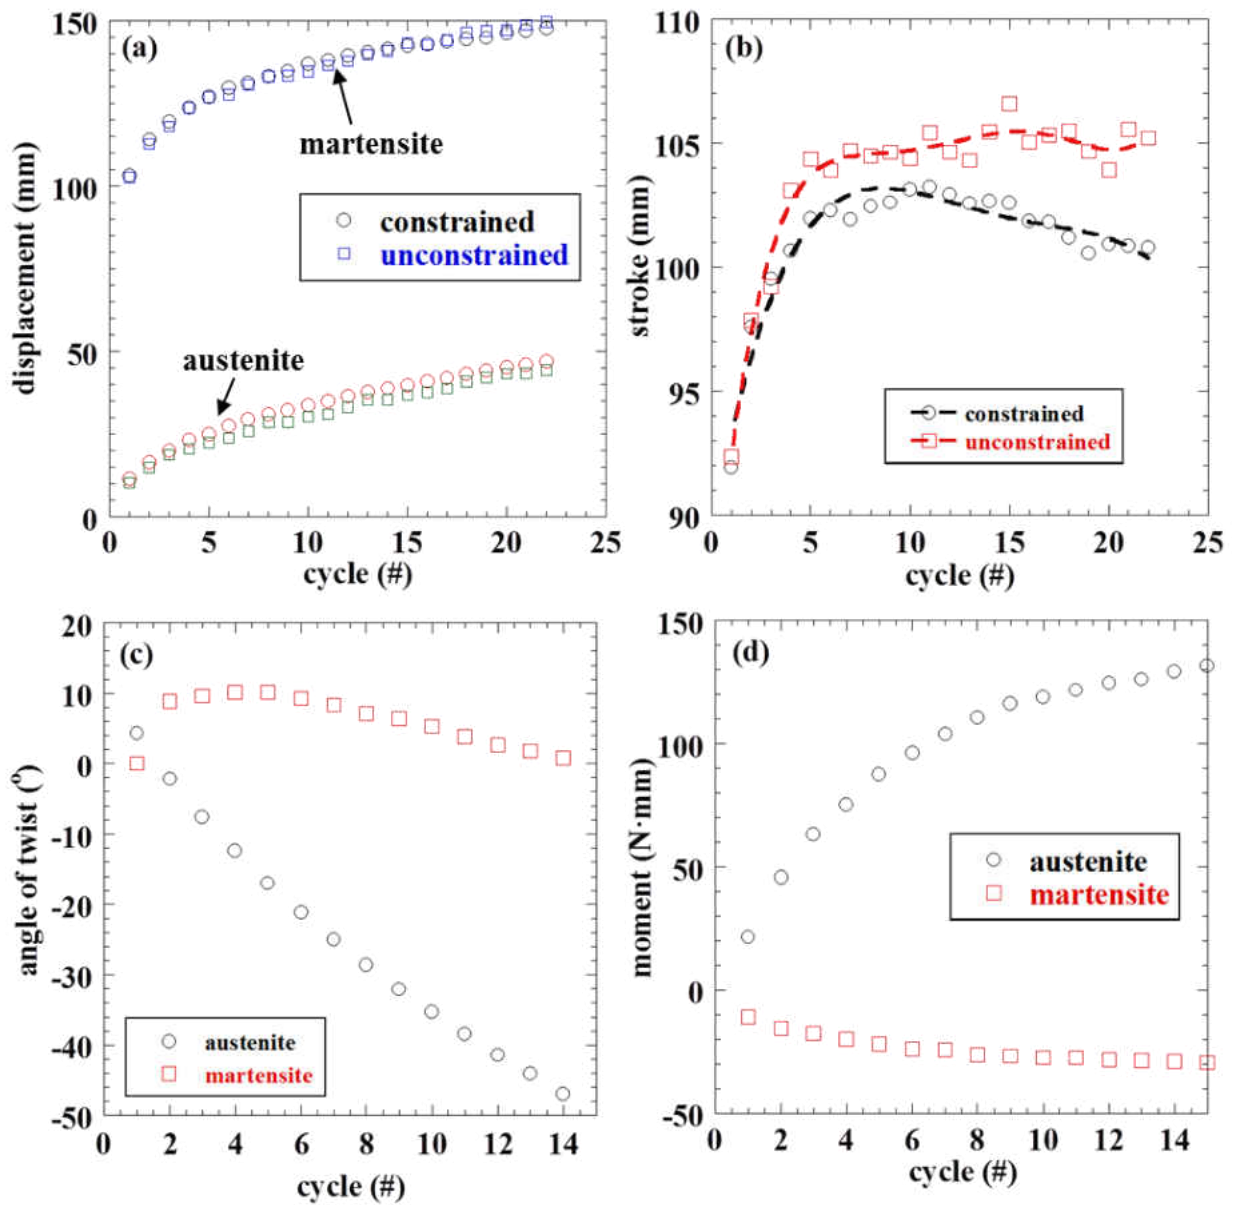 (a)
150
100
50
0
displacement (mm)
martensite
constrained
unconstrained
austenite
0 5 10 15 20 25
cycle (#)
(b)
110
105
100
95
90
stroke (mm)
constrained
unconstrained
0 5 10 15 20 25
cycle (#)
(c)
20
10
0
-10
-20
-30
-40
-50
angle of twist (º)
austenite
martensite
0 2 4 6 8 10 12 14
cycle (#)
(d)
150
100
50
0
-50
moment (N·mm)
austenite
martensite
0 2 4 6 8 10 12 14
cycle (#)